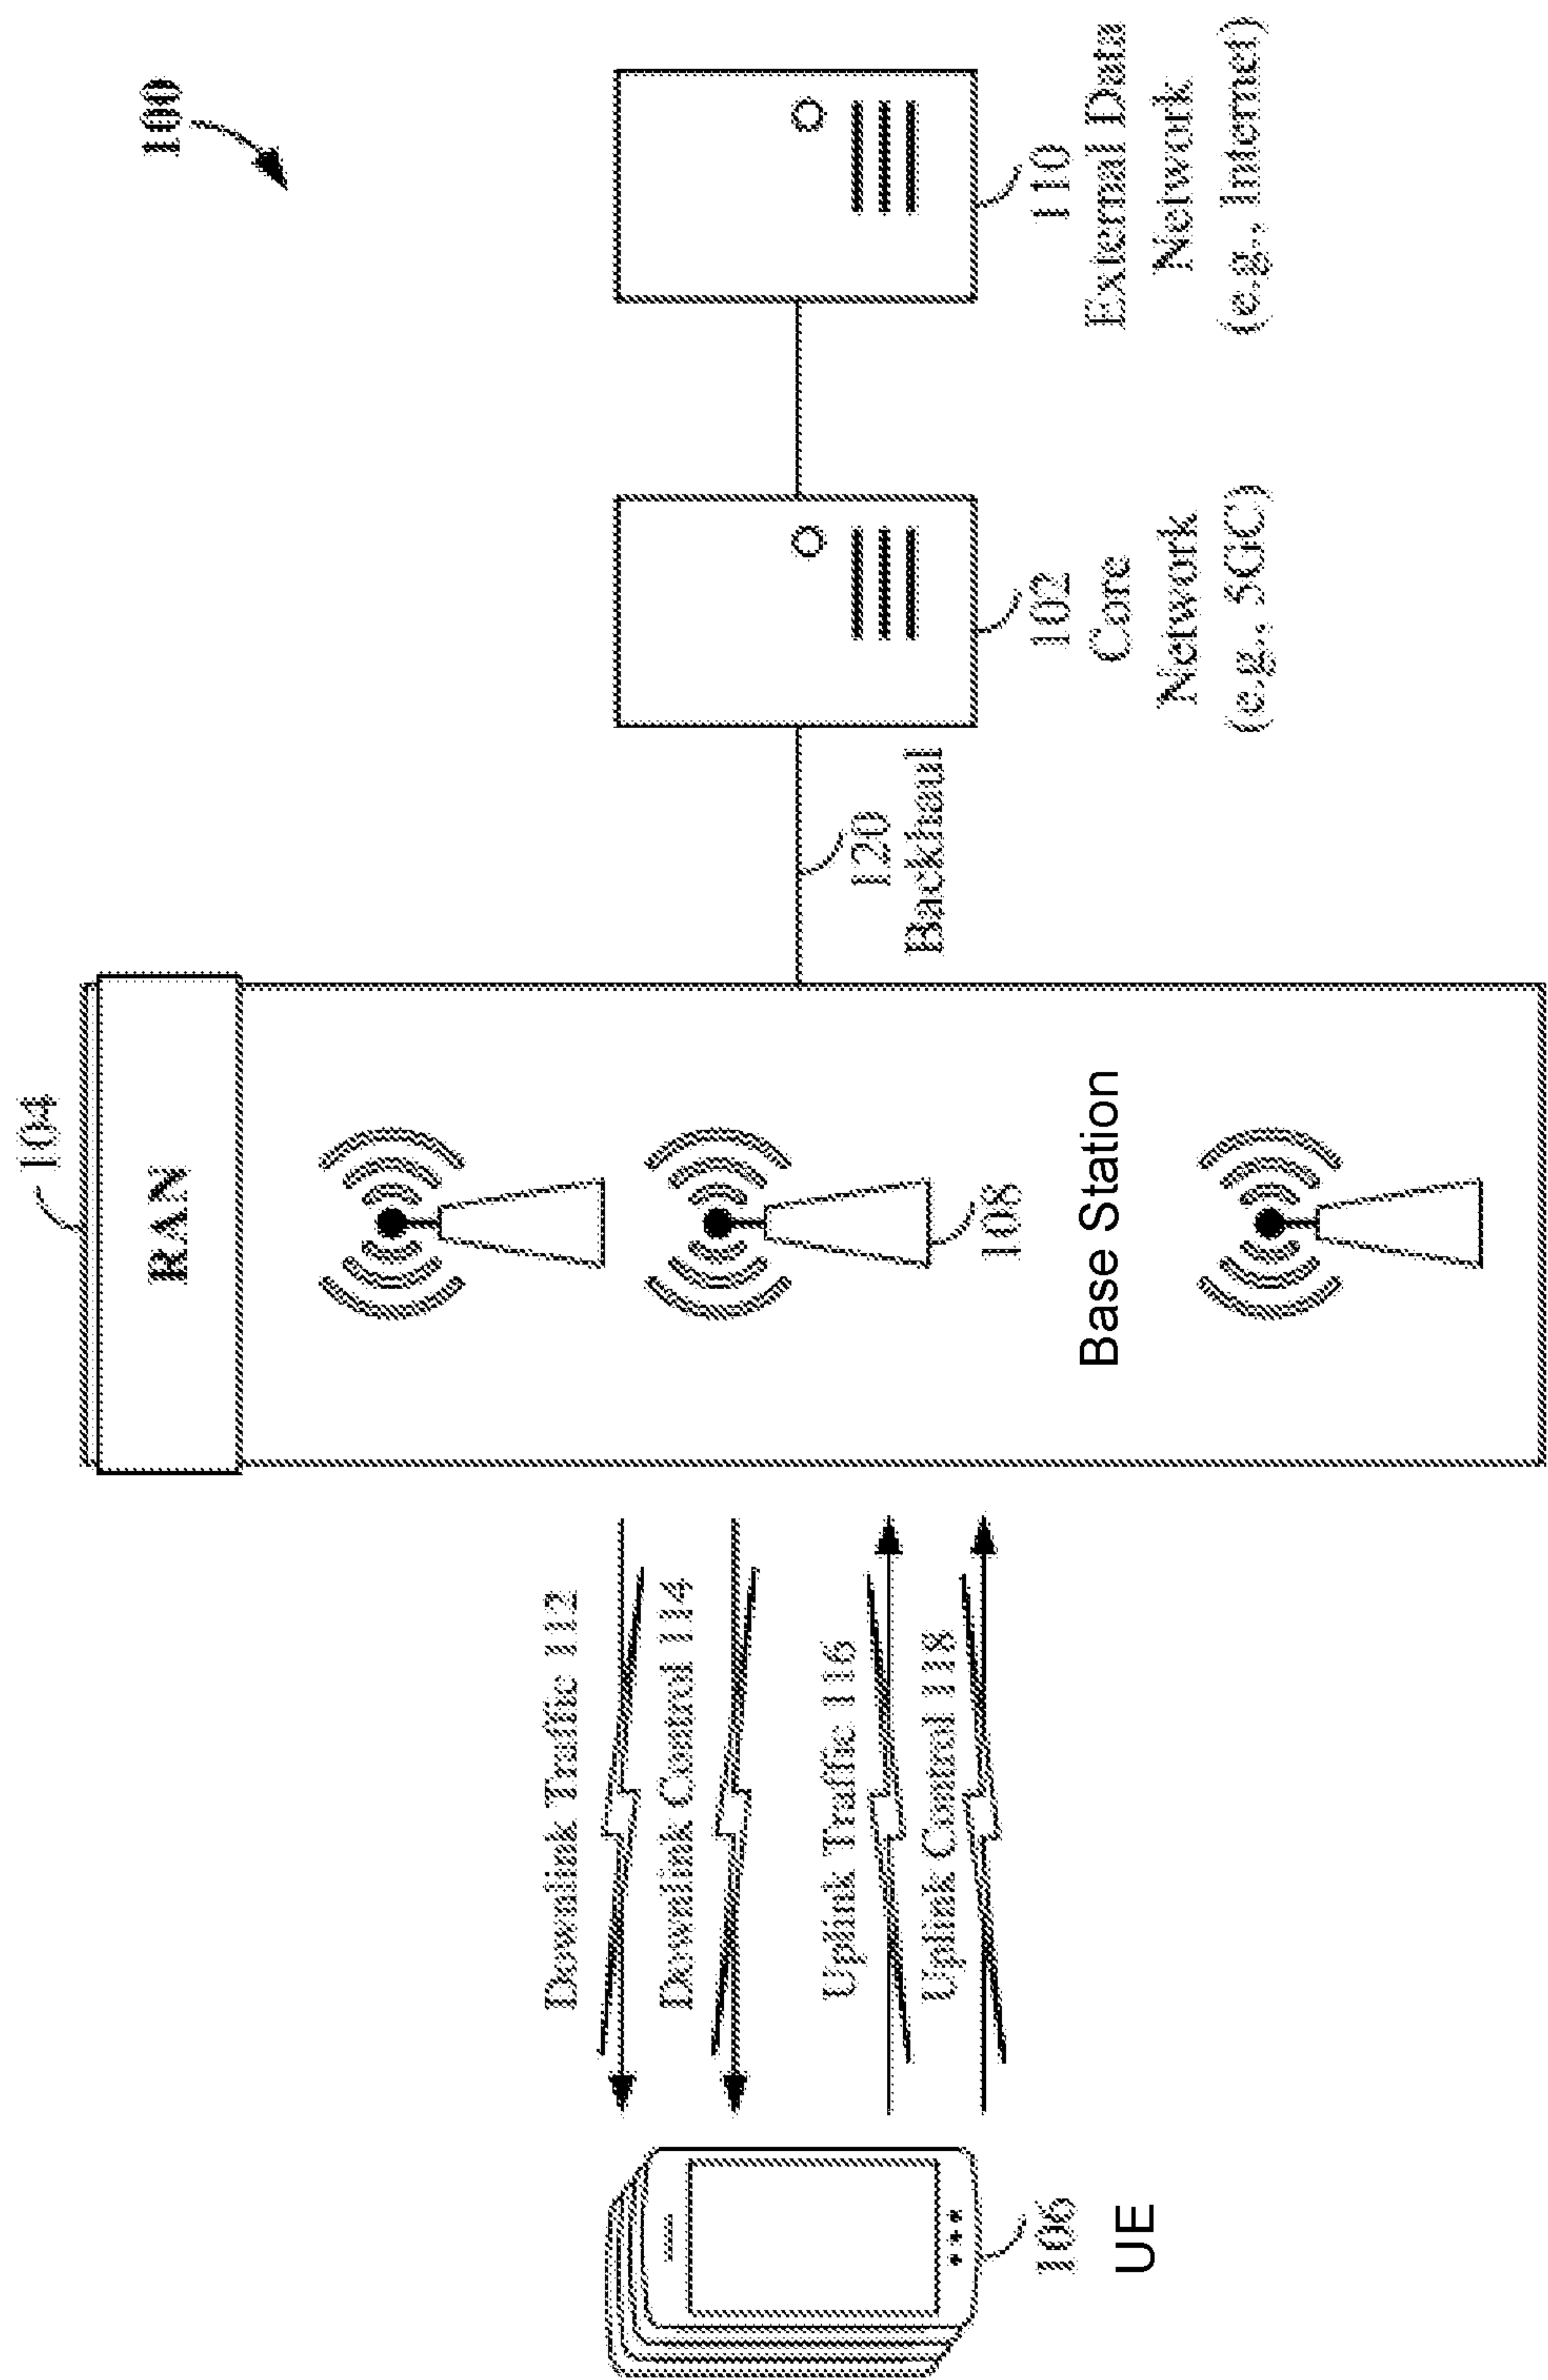 100
104
RAN
Downlink Traffic 112
Downlink Control 114
Uplink Traffic 116
Uplink Control 118
106
UE
108
Base Station
120
Backhaul
102
Core
Network
(e.g., 5GC)
110
External Data
Network
(e.g., Internet)